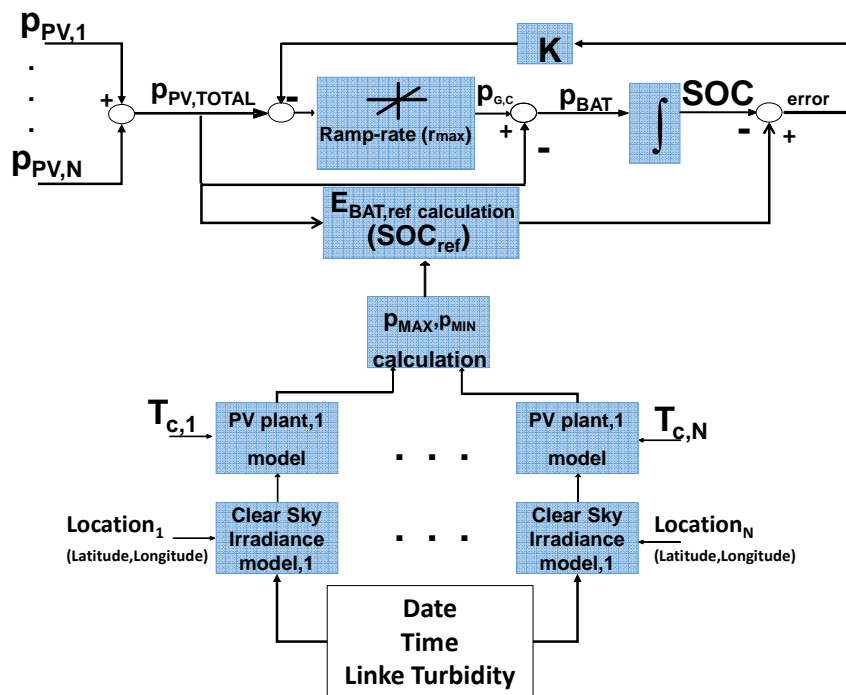 p_PV,1
.
.
.
p_PV,N
+
p_PV,TOTAL
-
K
Ramp-rate (r_max)
p_G,C
+
-
p_BAT
∫
SOC
-
+
error
E_BAT,ref calculation
(SOC_ref)
p_MAX,p_MIN
calculation
T_c,1
PV plant,1
model
. . .
PV plant,1
model
T_c,N
Location_1
(Latitude,Longitude)
Clear Sky
Irradiance
model,1
. . .
Clear Sky
Irradiance
model,1
Location_N
(Latitude,Longitude)
Date
Time
Linke Turbidity